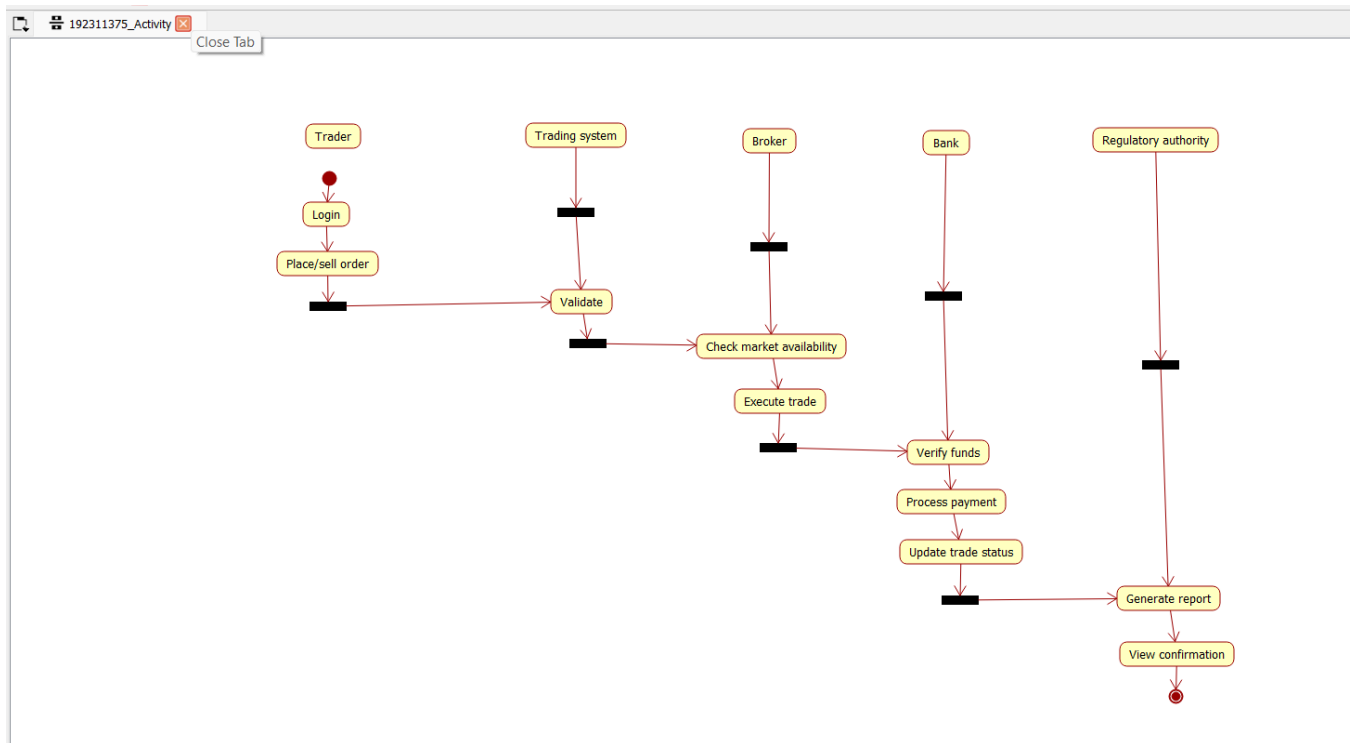 192311375_Activity
Close Tab
Trader
Trading system
Broker
Bank
Regulatory authority
Login
Place/sell order
Validate
Check market availability
Execute trade
Verify funds
Process payment
Update trade status
Generate report
View confirmation